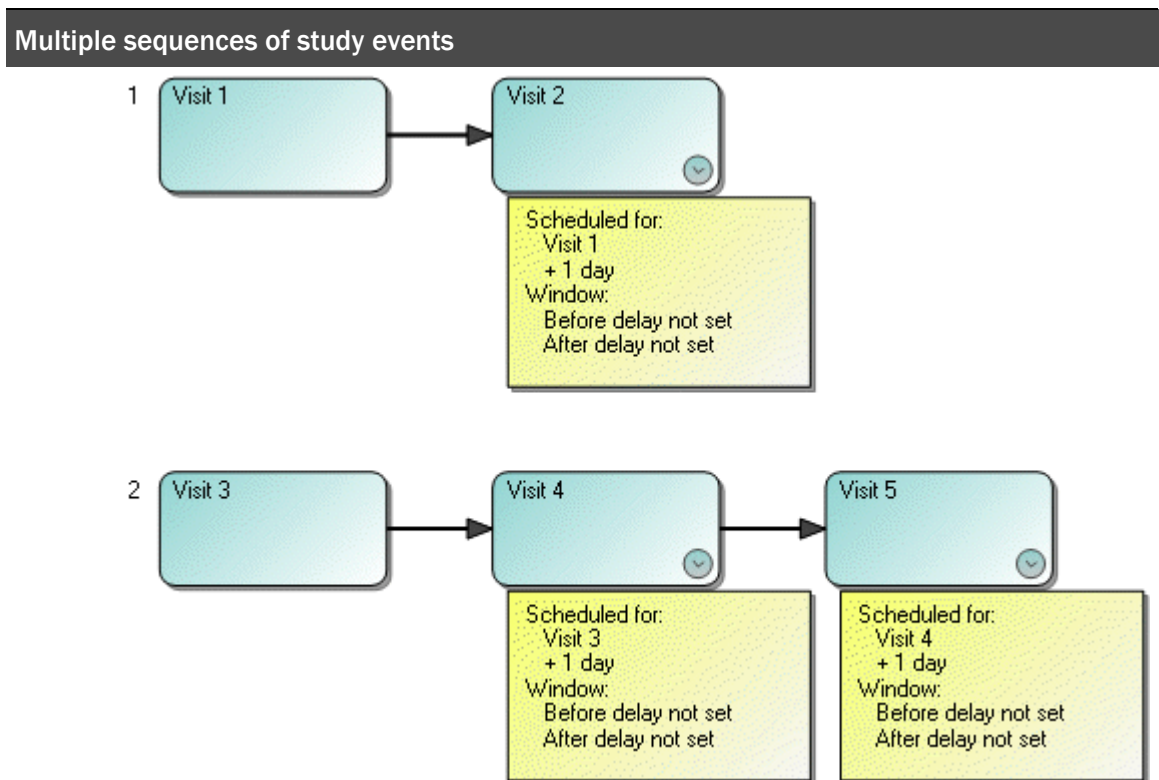 Multiple sequences of study events
1
Visit 1
Visit 2
Scheduled for:
Visit 1
+ 1 day
Window:
Before delay not set
After delay not set
2
Visit 3
Visit 4
Visit 5
Scheduled for:
Visit 3
+ 1 day
Window:
Before delay not set
After delay not set
Scheduled for:
Visit 4
+ 1 day
Window:
Before delay not set
After delay not set